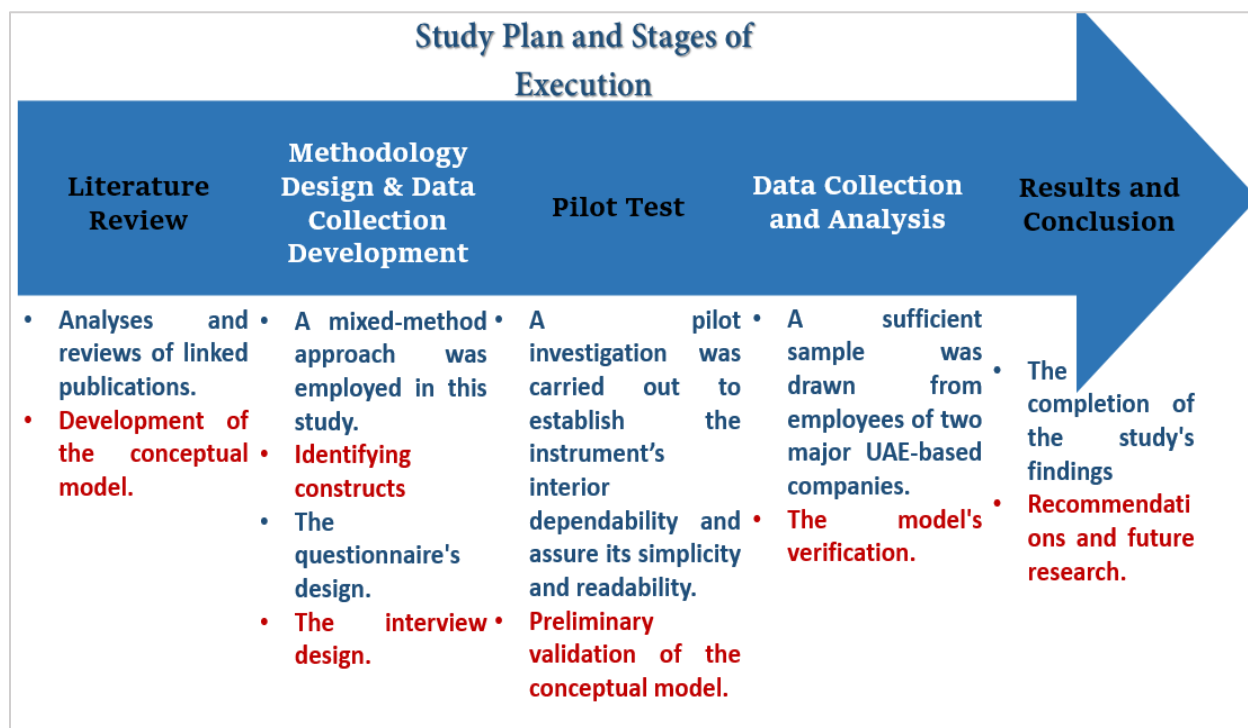 Study Plan and Stages of
Execution
Literature
Review
Methodology
Design & Data
Collection
Development
Pilot Test
Data Collection
and Analysis
Results and
Conclusion
• Analyses and
reviews of linked
publications.
• Development of
the conceptual
model.
• A mixed-method
approach was
employed in this
study.
• Identifying
constructs
• The
questionnaire's
design.
• The interview
design.
• A pilot
investigation was
carried out to
establish the
instrument’s
interior
dependability and
assure its simplicity
and readability.
• Preliminary
validation of the
conceptual model.
• A sufficient
sample was
drawn from
employees of two
major UAE-based
companies.
• The model's
verification.
• The
completion of
the study's
findings
• Recommendati
ons and future
research.